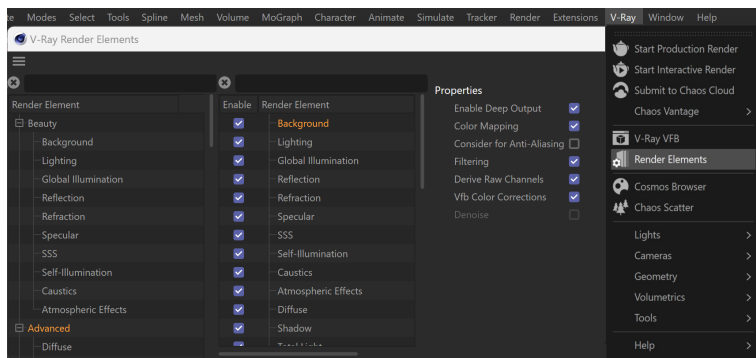 Modes Select Tools Spline Mesh Volume MoGraph Character Animate Simulate Tracker Render Extensions V-Ray Window Help
V-Ray Render Elements
Render Element
Beauty
Background
Lighting
Global Illumination
Reflection
Refraction
Specular
SSS
Self-Illumination
Caustics
Atmospheric Effects
Advanced
Diffuse
Enable Render Element
Background
Lighting
Global Illumination
Reflection
Refraction
Specular
SSS
Self-Illumination
Caustics
Atmospheric Effects
Diffuse
Shadow
Total Light
Properties
Enable Deep Output
Color Mapping
Consider for Anti-Aliasing
Filtering
Derive Raw Channels
Vfb Color Corrections
Denoise
Start Production Render
Start Interactive Render
Submit to Chaos Cloud
Chaos Vantage
V-Ray VFB
Render Elements
Cosmos Browser
Chaos Scatter
Lights
Cameras
Geometry
Volumetrics
Tools
Help